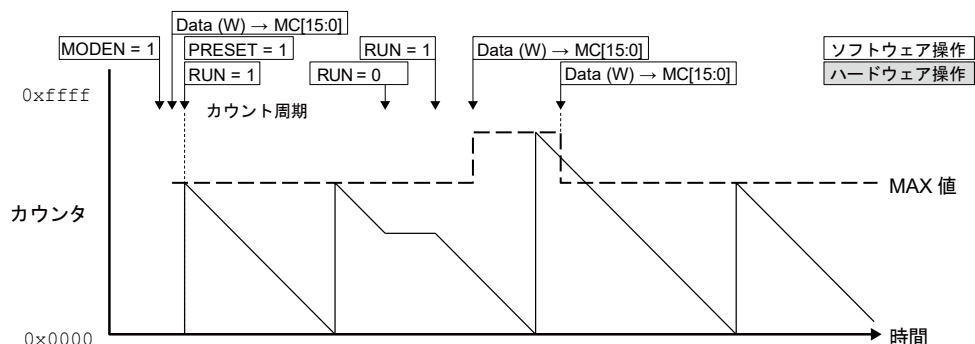 Data (W) → MC[15:0]
MODEN = 1
PRESET = 1
RUN = 1
Data (W) → MC[15:0]
ソフトウェア操作
RUN = 1
RUN = 0
Data (W) → MC[15:0]
ハードウェア操作
0xffff
カウント周期
MAX 値
カウンタ
0x0000
時間